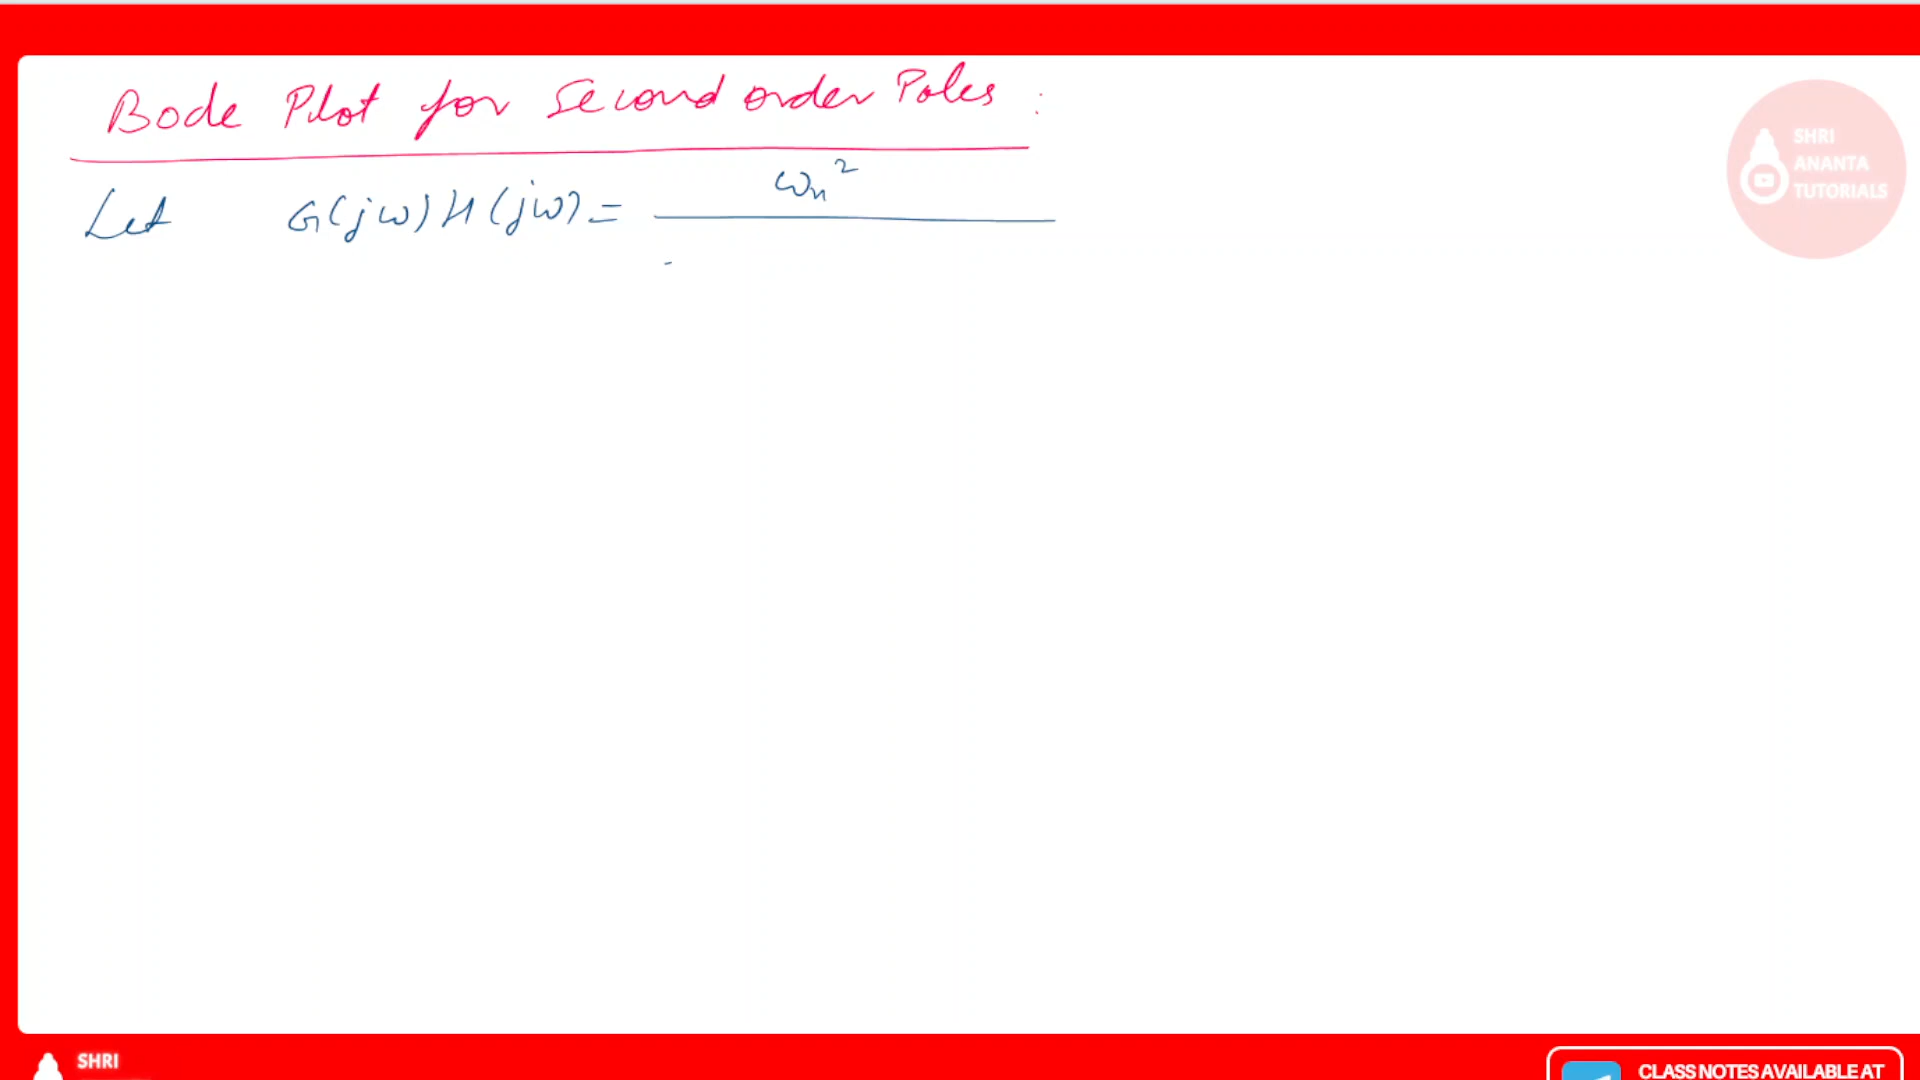 Bode Plot for Second order Poles :
Let G(jω)H(jω) = ωn²
SHRI
ANANTA
TUTORIALS
SHRI
CLASS NOTES AVAILABLE AT